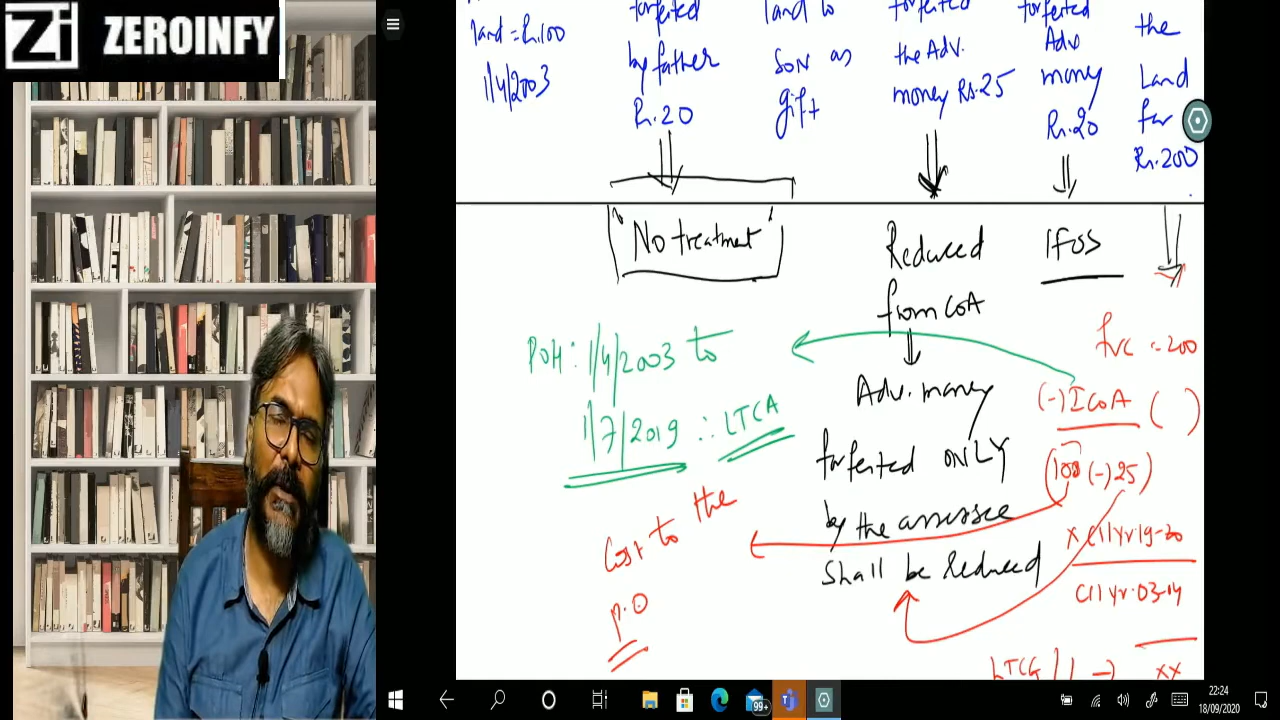 Zi ZEROINFY
land = Rs.100
1/4/2003
forfeited
by father
Rs.20
land to
SON as
gift
forfeited
the Adv.
money Rs.25
forfeited
Adv
money
Rs.20
the
Land
for
Rs.200
"No treatment"
Reduced
from COA
IFOS
Adv. money
forfeited ONLY
by the assessee
shall be Reduced
POH: 1/4/2003 to
1/7/2019 ∴ LTCA
Cost to the
P.O
fvc = 200
(-) ICOA ( )
(100 (-) 25)
x CII yr 19-20
CII yr. 03-04
xx
99+
22:24
18/09/2020